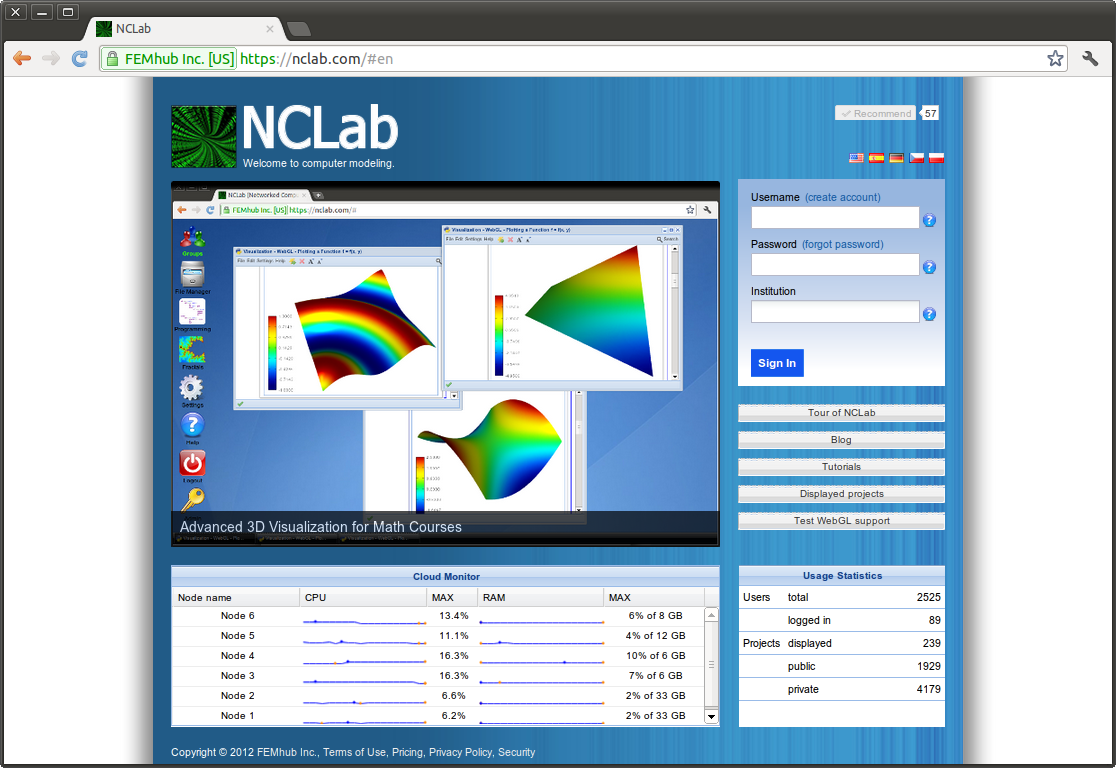 NCLab
FEMhub Inc. [US] https://nclab.com/#en
NCLab
Welcome to computer modeling.
Recommend 57
NCLab (Networked Com
FEMhub Inc. [US] https://nclab.com/#
Groups
File Manager
Programming
Fractals
Settings
Help
Logout
Visualization - WebGL - Plotting a Function f = f(x, y)
File Edit Settings Help
Visualization - WebGL - Plotting a Function f = f(x, y)
File Edit Settings Help Search
Advanced 3D Visualization for Math Courses
Username (create account)
Password (forgot password)
Institution
Sign In
Tour of NCLab
Blog
Tutorials
Displayed projects
Test WebGL support
Cloud Monitor
Node name CPU MAX RAM MAX
Node 6 13.4% 6% of 8 GB
Node 5 11.1% 4% of 12 GB
Node 4 16.3% 10% of 6 GB
Node 3 16.3% 7% of 6 GB
Node 2 6.6% 2% of 33 GB
Node 1 6.2% 2% of 33 GB
Usage Statistics
Users total 2525
logged in 89
Projects displayed 239
public 1929
private 4179
Copyright © 2012 FEMhub Inc., Terms of Use, Pricing, Privacy Policy, Security